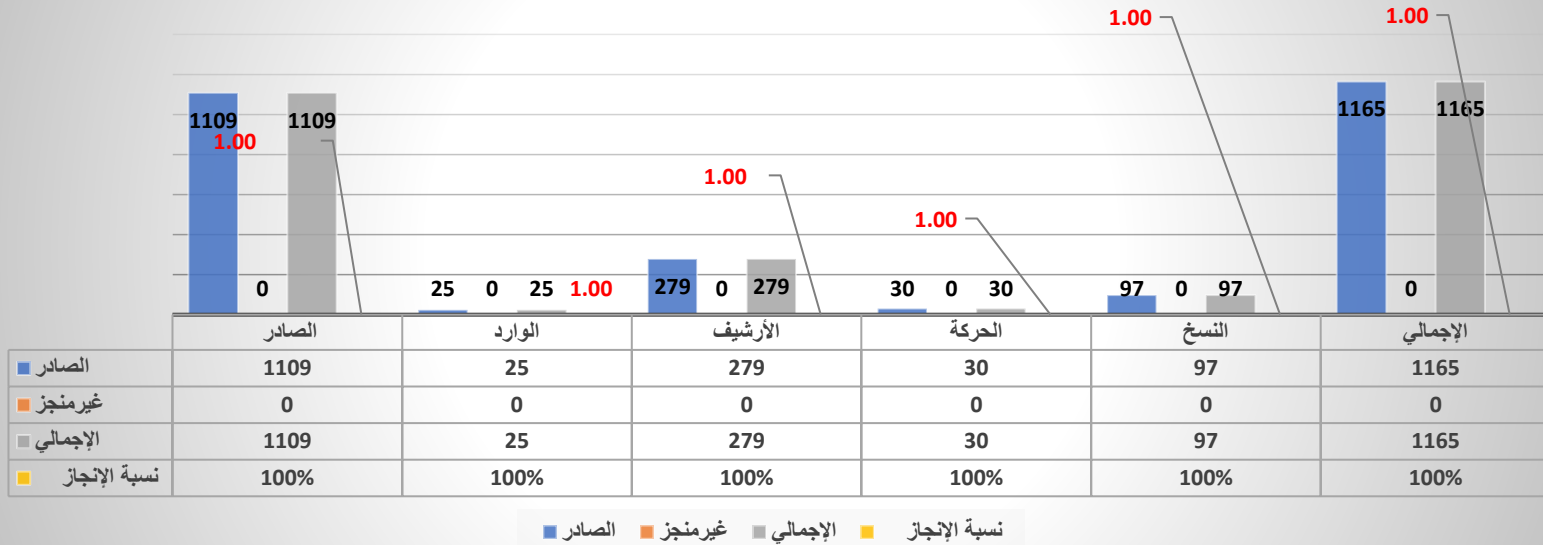 1.00 1.00
1109 1109 1165 1165
1.00
1.00
1.00
0 25 0 25 1.00 279 0 279 30 0 30 97 0 97 0
الصادر الوارد الأرشيف الحركة النسخ الإجمالي
الصادر 1109 25 279 30 97 1165
غيرمنجز 0 0 0 0 0 0
الإجمالي 1109 25 279 30 97 1165
نسبة الإنجاز 100% 100% 100% 100% 100% 100%
الصادر غيرمنجز الإجمالي نسبة الإنجاز